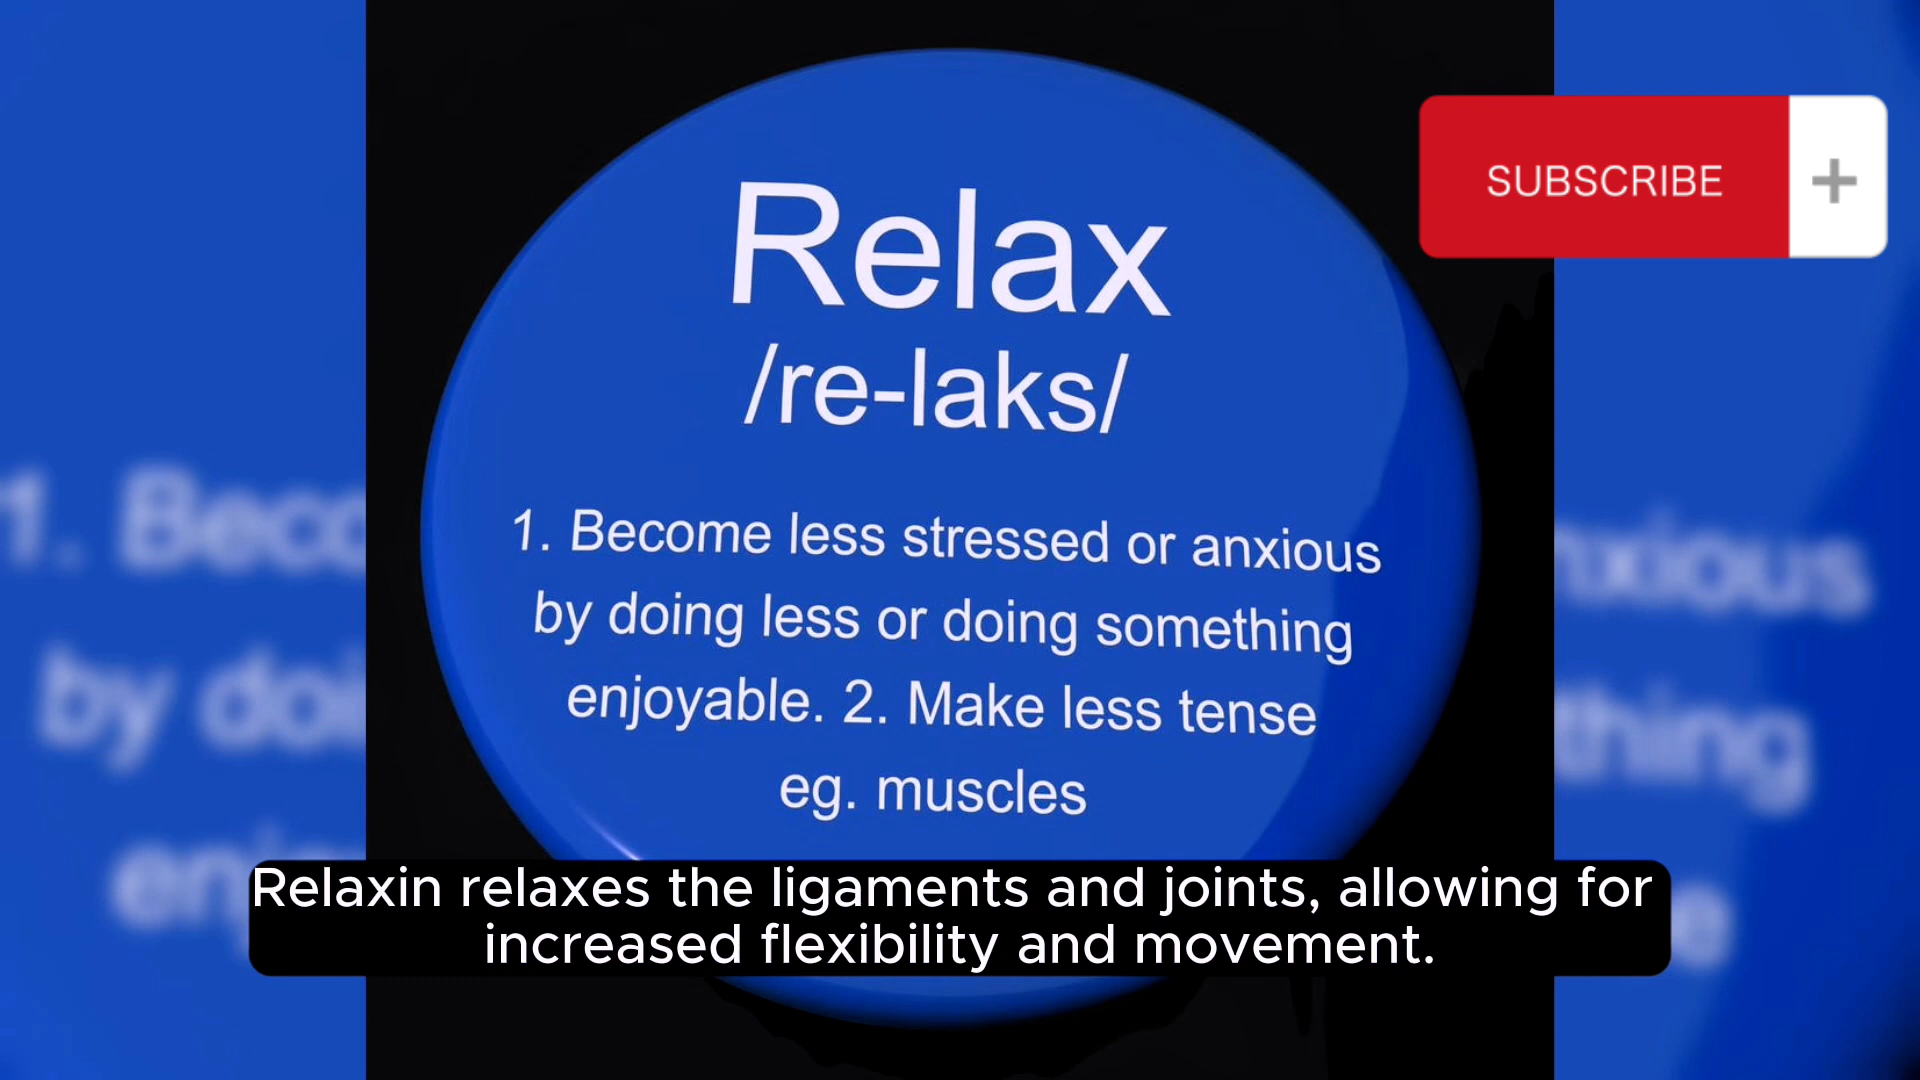 Relax
/re-laks/
1. Become less stressed or anxious
by doing less or doing something
enjoyable. 2. Make less tense
eg. muscles
SUBSCRIBE +
Relaxin relaxes the ligaments and joints, allowing for
increased flexibility and movement.